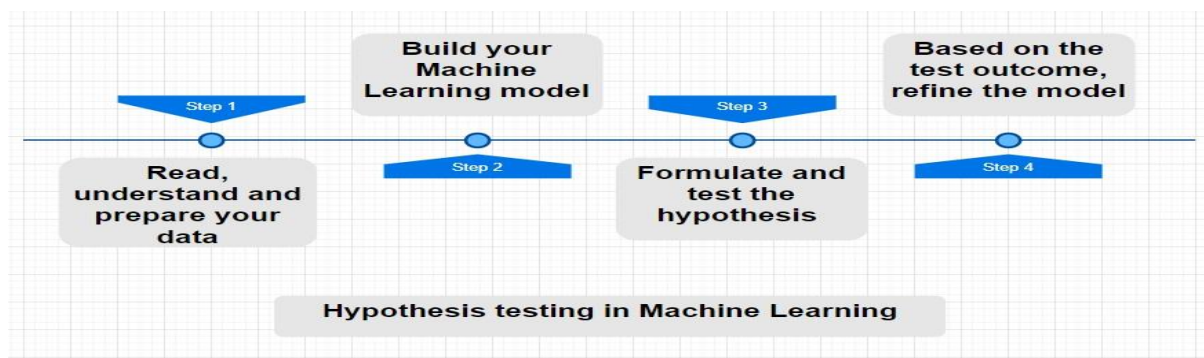 Step 1
Read,
understand and
prepare your
data
Build your
Machine
Learning model
Step 2
Step 3
Formulate and
test the
hypothesis
Based on the
test outcome,
refine the model
Step 4
Hypothesis testing in Machine Learning